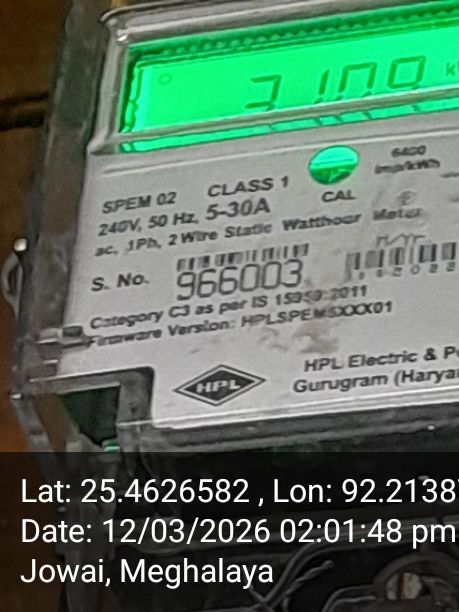 3109 k
6400
imp/kWh
SPEM 02 CLASS 1
CAL
240V, 50 Hz, 5-30A
ac, 1Ph, 2 Wire Static Watthour Meter
S. No. 966003
Category C3 as per IS 15959:2011
Firmware Version: HPLSPEM5XXX01
HPL
HPL Electric & Po
Gurugram (Harya
Lat: 25.4626582 , Lon: 92.2138
Date: 12/03/2026 02:01:48 pm
Jowai, Meghalaya